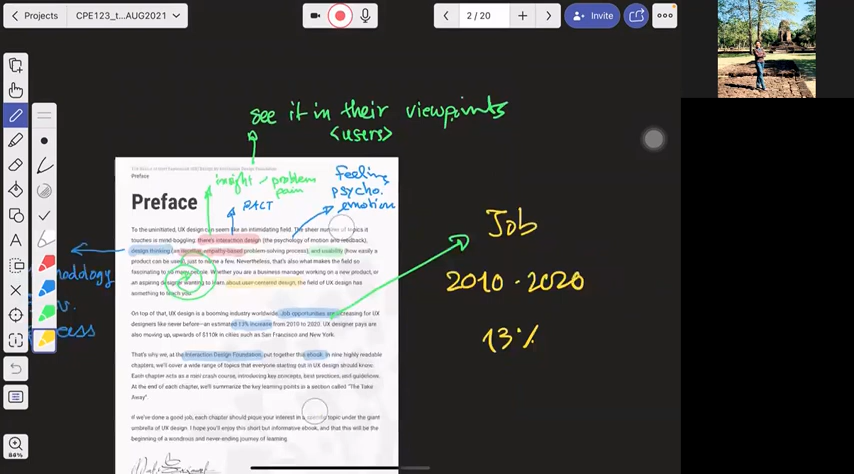 Projects
CPE123_t...AUG2021
2 / 20
Invite
see it in their viewpoints
<users>
Preface
insight - problem
pain
PACT
feeling
psycho.
emotion
Preface
To the uninitiated, UX design can seem like an intimidating field. The sheer number of topics it
touches is mind-boggling: there's interaction design (the psychology of motion and feedback),
design thinking (an iterative, empathy-based problem-solving process), and usability (how easily a
product can be used), just to name a few. Nevertheless, that's also what makes the field so
fascinating to so many people. Whether you are a business manager working on a new product, or
an aspiring designer wanting to learn about user-centered design, the field of UX design has
something to teach you.
Job
2010 - 2020
13%
On top of that, UX design is a booming industry worldwide. Job opportunities are increasing for UX
designers like never before—an estimated 13% increase from 2010 to 2020. UX designer pays are
also moving up, upwards of $110k in cities such as San Francisco and New York.
That's why we, at the Interaction Design Foundation, put together this ebook. In nine highly readable
chapters, we'll cover a wide range of topics that everyone starting out in UX design should know.
Each chapter acts as a mini crash course, introducing key concepts, best practices, and guidelines.
At the end of each chapter, we'll summarize the key learning points in a section called "The Take
Away".
If we've done a good job, each chapter should pique your interest in a specific topic under the giant
umbrella of UX design. I hope you'll enjoy this short but informative ebook, and that this will be the
beginning of a wondrous and never-ending journey of learning.
88%